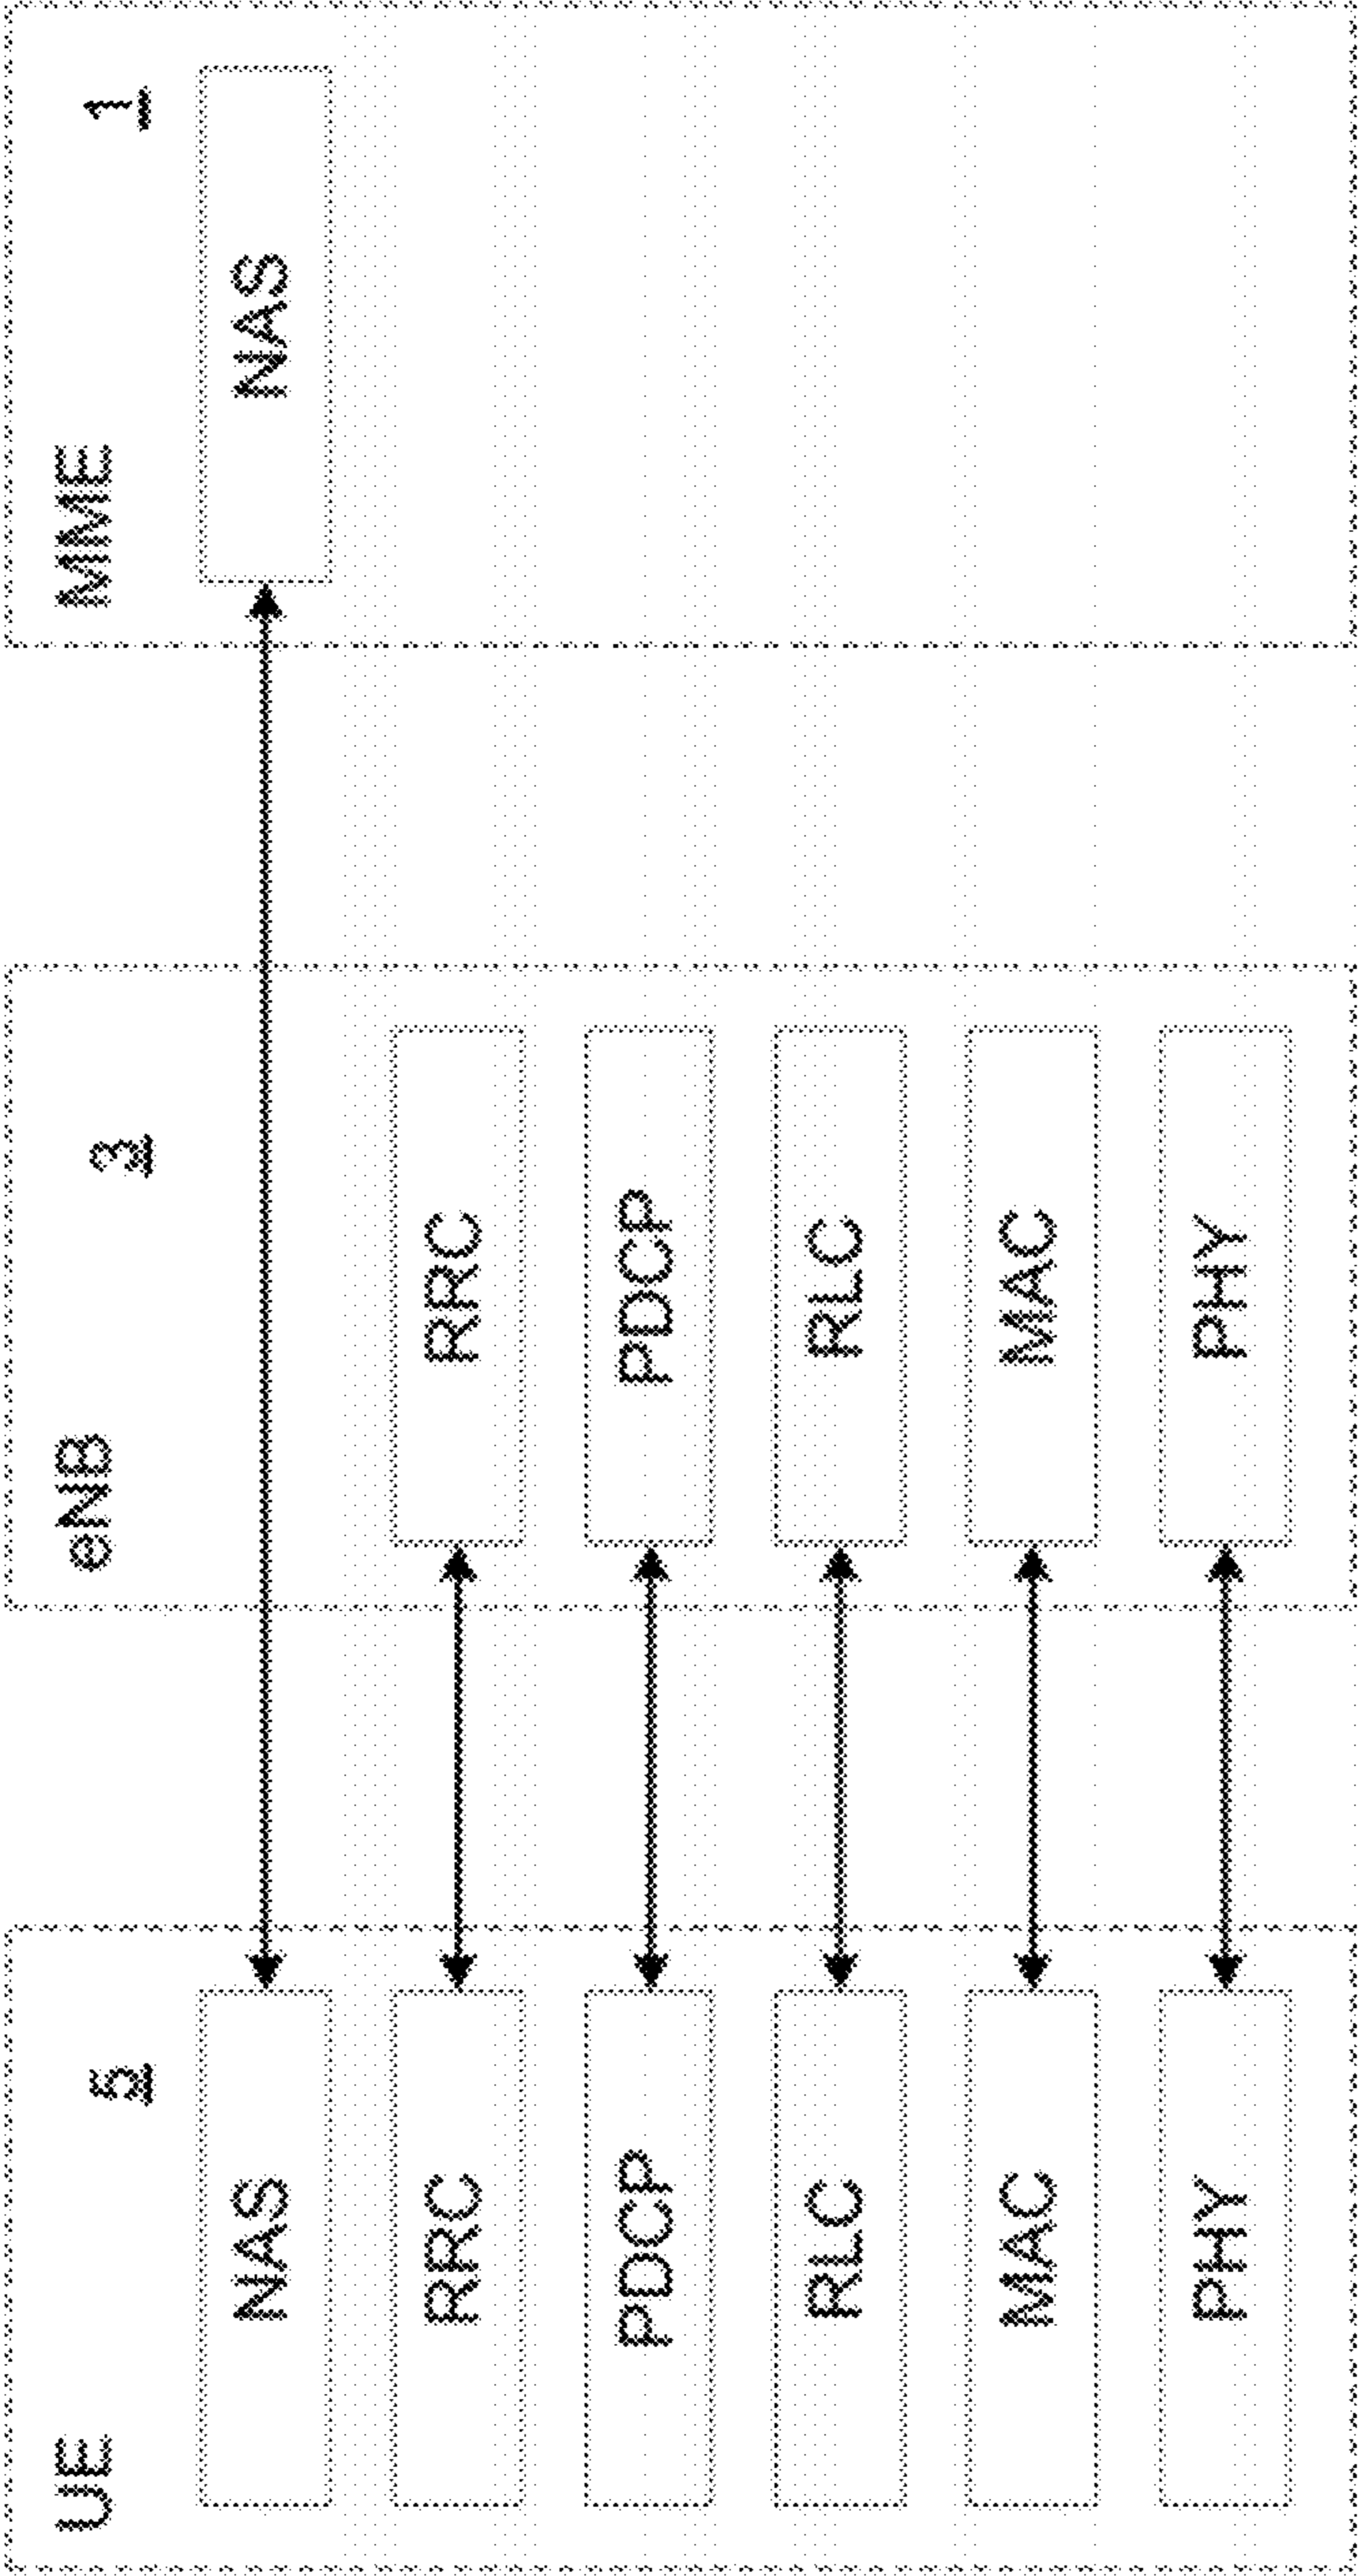 UE 5 eNB 3 MME 1
NAS NAS
RRC RRC
PDCP PDCP
RLC RLC
MAC MAC
PHY PHY